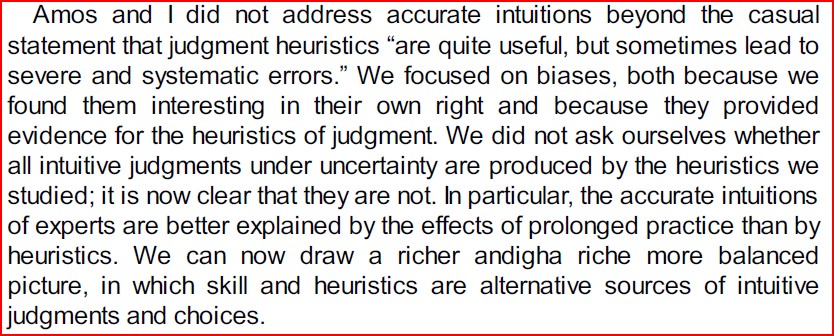 Amos and I did not address accurate intuitions beyond the casual
statement that judgment heuristics “are quite useful, but sometimes lead to
severe and systematic errors.” We focused on biases, both because we
found them interesting in their own right and because they provided
evidence for the heuristics of judgment. We did not ask ourselves whether
all intuitive judgments under uncertainty are produced by the heuristics we
studied; it is now clear that they are not. In particular, the accurate intuitions
of experts are better explained by the effects of prolonged practice than by
heuristics. We can now draw a richer andigha riche more balanced
picture, in which skill and heuristics are alternative sources of intuitive
judgments and choices.